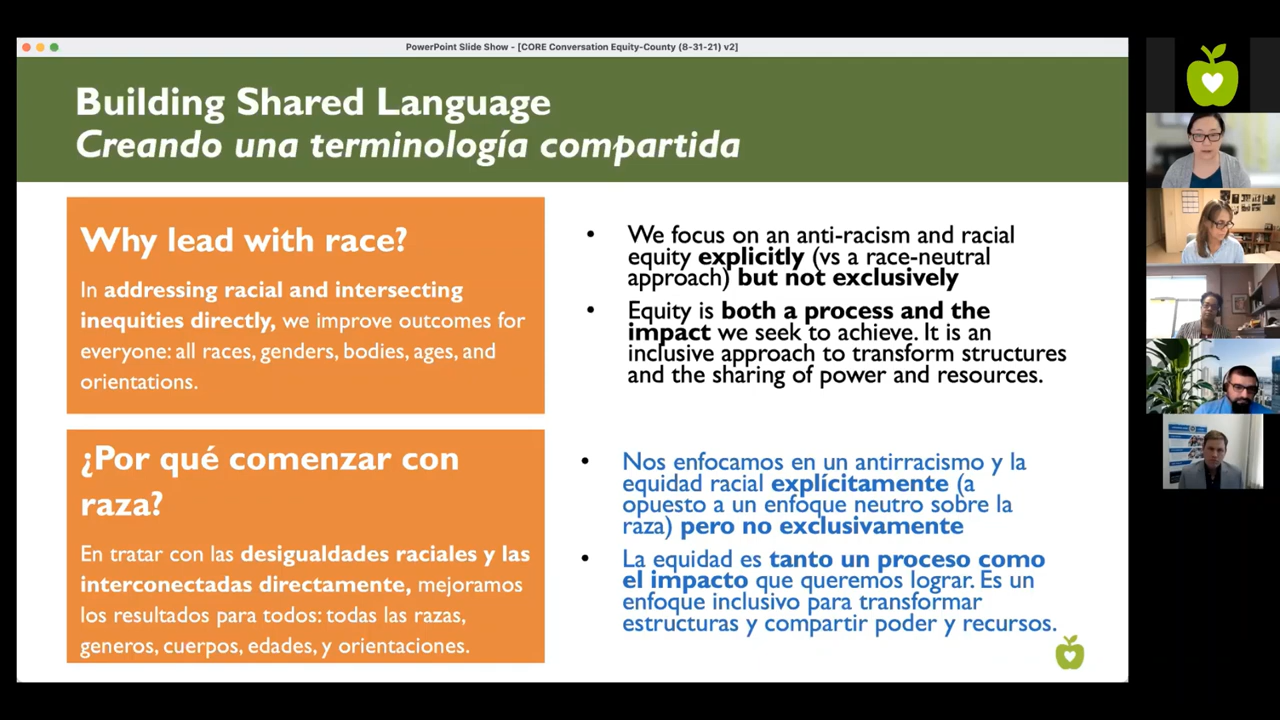 PowerPoint Slide Show - [CORE Conversation Equity-County (8-31-21) v2]
Building Shared Language
Creando una terminología compartida
Why lead with race?
In addressing racial and intersecting
inequities directly, we improve outcomes for
everyone: all races, genders, bodies, ages, and
orientations.
• We focus on an anti-racism and racial
equity explicitly (vs a race-neutral
approach) but not exclusively
• Equity is both a process and the
impact we seek to achieve. It is an
inclusive approach to transform structures
and the sharing of power and resources.
¿Por qué comenzar con
raza?
En tratar con las desigualdades raciales y las
interconectadas directamente, mejoramos
los resultados para todos: todas las razas,
generos, cuerpos, edades, y orientaciones.
• Nos enfocamos en un antirracismo y la
equidad racial explícitamente (a
opuesto a un enfoque neutro sobre la
raza) pero no exclusivamente
• La equidad es tanto un proceso como
el impacto que queremos lograr. Es un
enfoque inclusivo para transformar
estructuras y compartir poder y recursos.